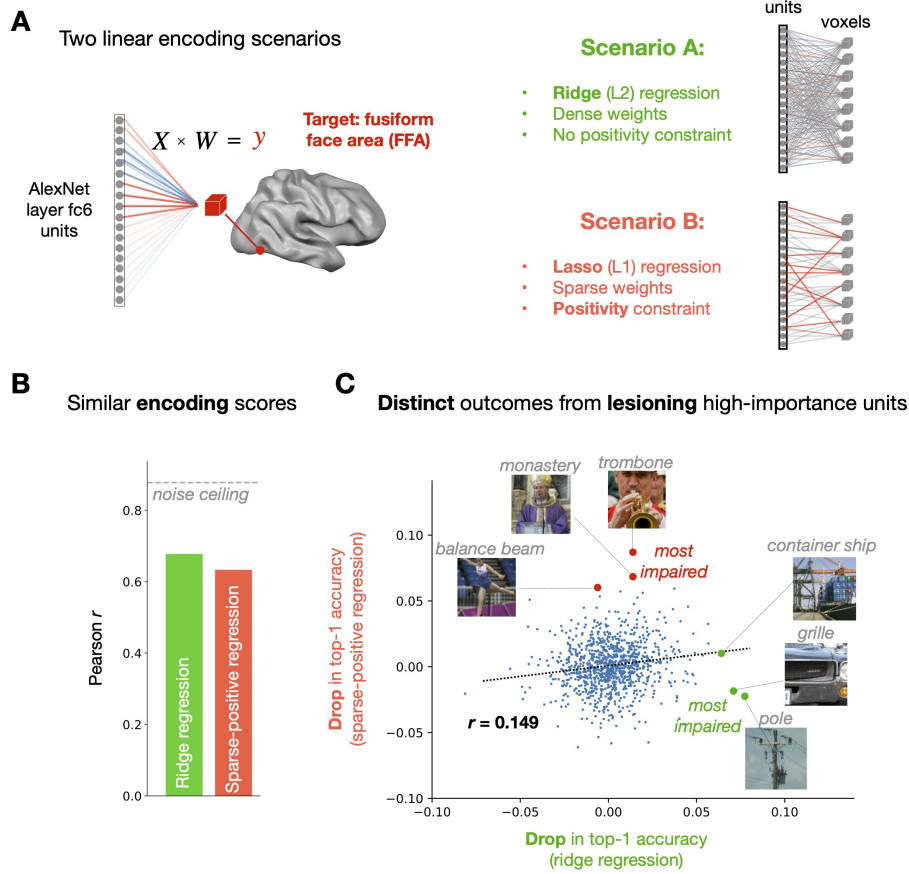 A
Two linear encoding scenarios
X × W = y
Target: fusiform
face area (FFA)
AlexNet
layer fc6
units
Scenario A:
• Ridge (L2) regression
• Dense weights
• No positivity constraint
units
voxels
Scenario B:
• Lasso (L1) regression
• Sparse weights
• Positivity constraint
B
Similar encoding scores
noise ceiling
Pearson r
0.8
0.6
0.4
0.2
0.0
Ridge regression
Sparse-positive regression
C
Distinct outcomes from lesioning high-importance units
monastery
trombone
balance beam
most
impaired
container ship
grille
most
impaired
pole
r = 0.149
Drop in top-1 accuracy
(sparse-positive regression)
0.10
0.05
0.00
−0.05
−0.10
−0.10
−0.05
0.00
0.05
0.10
Drop in top-1 accuracy
(ridge regression)